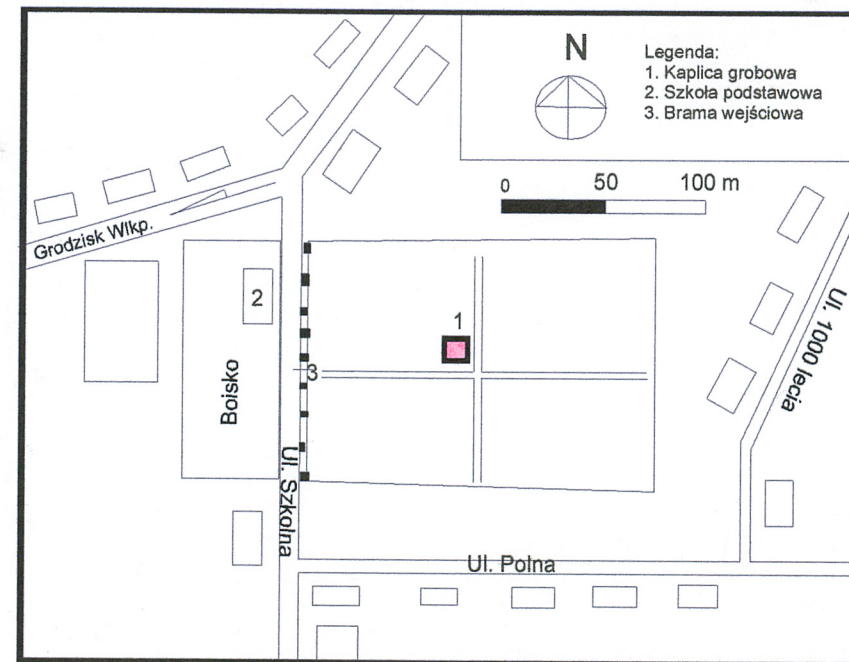 N
Legenda:
1. Kaplica grobowa
2. Szkoła podstawowa
3. Brama wejściowa
0 50 100 m
Grodzisk Wlkp.
2
1
3
Boisko
Ul. Szkolna
Ul. 1000 lecia
Ul. Polna